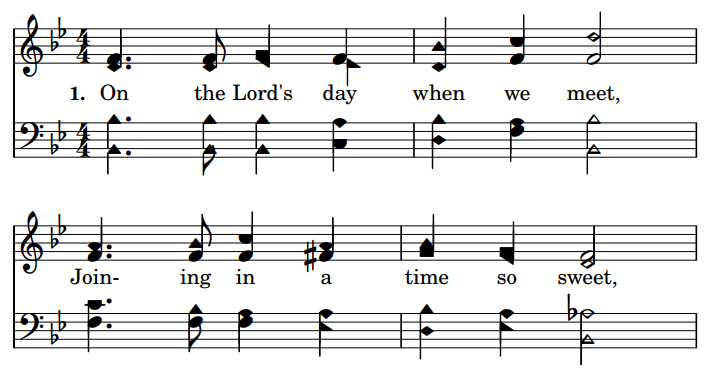 1. On the Lord's day when we meet,
Join- ing in a time so sweet,